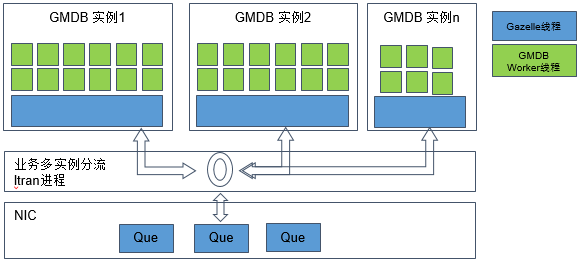 GMDB 实例1
GMDB 实例2
GMDB 实例n
Gazelle线程
GMDB
Worker线程
业务多实例分流
ltran进程
NIC
Que
Que
Que